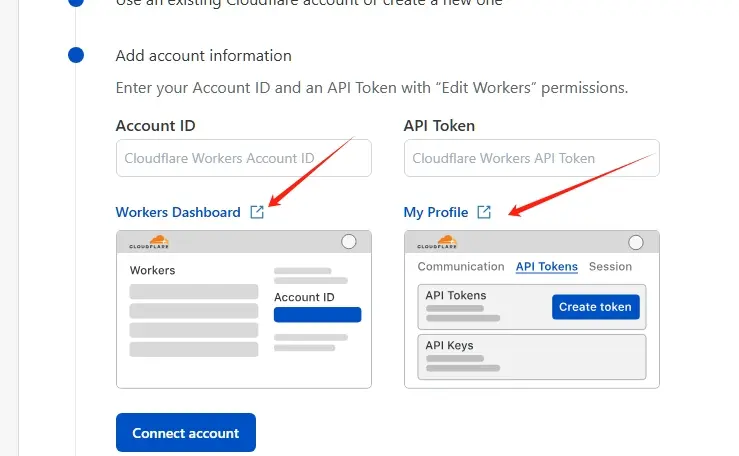 Use an existing Cloudflare account or create a new one
Add account information
Enter your Account ID and an API Token with “Edit Workers” permissions.
Account ID
API Token
Cloudflare Workers Account ID
Cloudflare Workers API Token
Workers Dashboard
My Profile
CLOUDFLARE
Workers
Account ID
CLOUDFLARE
Communication API Tokens Session
API Tokens
Create token
API Keys
Connect account